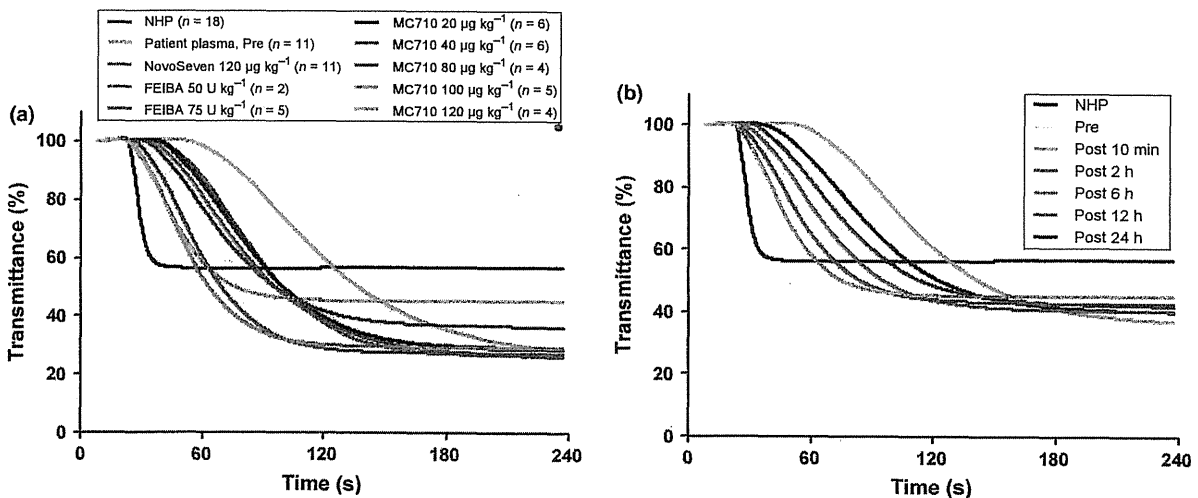 NHP (n = 18)
Patient plasma, Pre (n = 11)
NovoSeven 120 µg kg⁻¹ (n = 11)
FEIBA 50 U kg⁻¹ (n = 2)
FEIBA 75 U kg⁻¹ (n = 5)
MC710 20 µg kg⁻¹ (n = 6)
MC710 40 µg kg⁻¹ (n = 6)
MC710 80 µg kg⁻¹ (n = 4)
MC710 100 µg kg⁻¹ (n = 5)
MC710 120 µg kg⁻¹ (n = 4)
(a)
Transmittance (%)
100
80
60
40
20
0
0 60 120 180 240
Time (s)
(b)
NHP
Pre
Post 10 min
Post 2 h
Post 6 h
Post 12 h
Post 24 h
Transmittance (%)
100
80
60
40
20
0
0 60 120 180 240
Time (s)